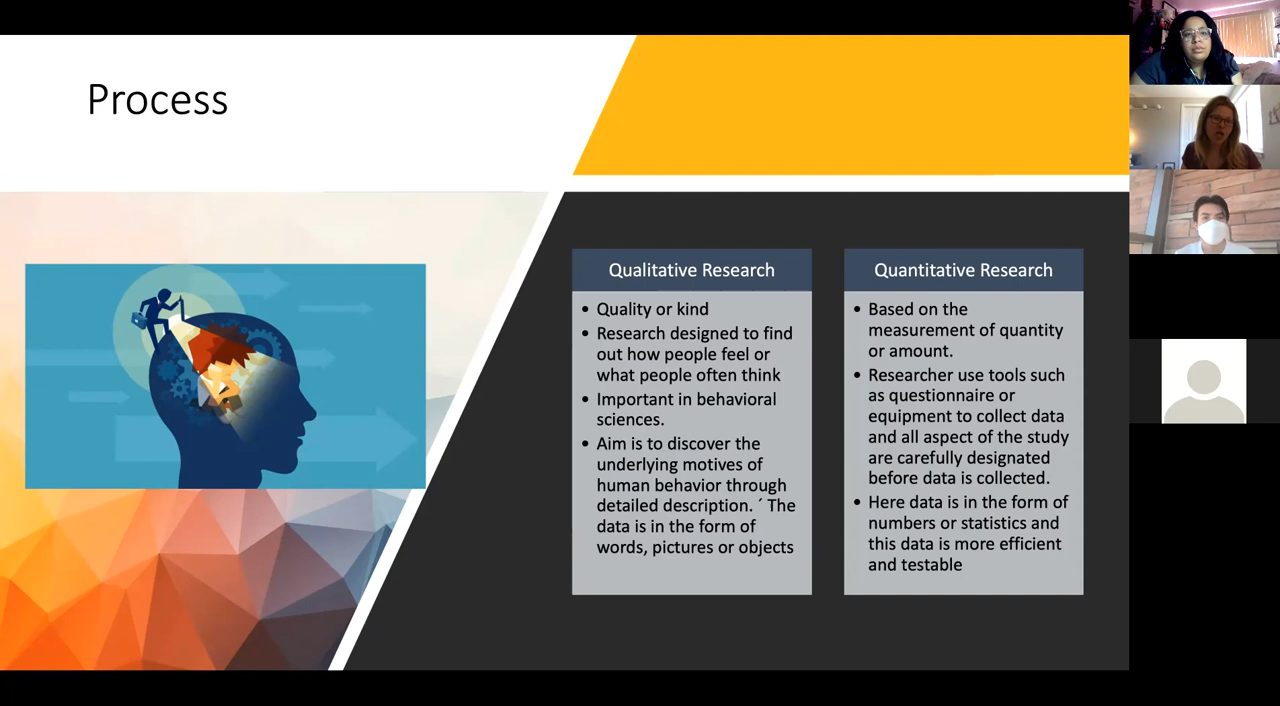 Process
Qualitative Research
• Quality or kind
• Research designed to find
out how people feel or
what people often think
• Important in behavioral
sciences.
• Aim is to discover the
underlying motives of
human behavior through
detailed description. ´ The
data is in the form of
words, pictures or objects
Quantitative Research
• Based on the
measurement of quantity
or amount.
• Researcher use tools such
as questionnaire or
equipment to collect data
and all aspect of the study
are carefully designated
before data is collected.
• Here data is in the form of
numbers or statistics and
this data is more efficient
and testable